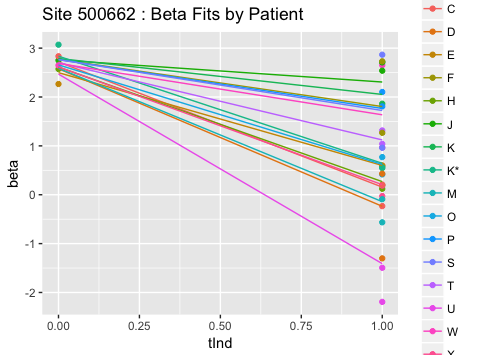 Site 500662 : Beta Fits by Patient
3
2
1
0
-1
-2
beta
0.00
0.25
0.50
0.75
1.00
tInd
C
D
E
F
H
J
K
K*
M
O
P
S
T
U
W